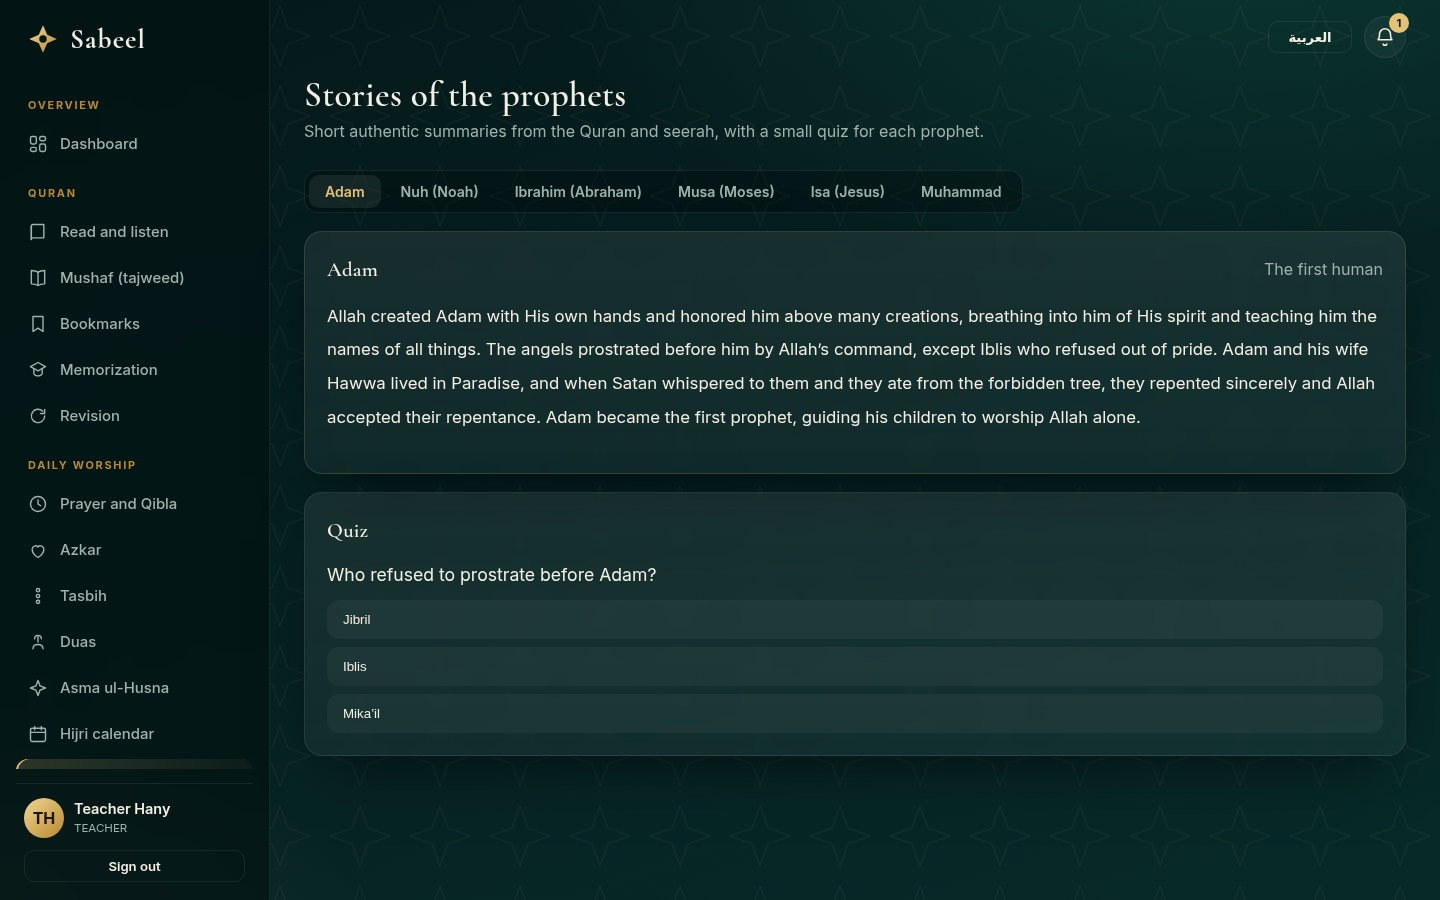 Sabeel
OVERVIEW
Dashboard
QURAN
Read and listen
Mushaf (tajweed)
Bookmarks
Memorization
Revision
DAILY WORSHIP
Prayer and Qibla
Azkar
Tasbih
Duas
Asma ul-Husna
Hijri calendar
TH
Teacher Hany
TEACHER
Sign out
العربية
1
Stories of the prophets
Short authentic summaries from the Quran and seerah, with a small quiz for each prophet.
Adam Nuh (Noah) Ibrahim (Abraham) Musa (Moses) Isa (Jesus) Muhammad
Adam
The first human
Allah created Adam with His own hands and honored him above many creations, breathing into him of His spirit and teaching him the
names of all things. The angels prostrated before him by Allah’s command, except Iblis who refused out of pride. Adam and his wife
Hawwa lived in Paradise, and when Satan whispered to them and they ate from the forbidden tree, they repented sincerely and Allah
accepted their repentance. Adam became the first prophet, guiding his children to worship Allah alone.
Quiz
Who refused to prostrate before Adam?
Jibril
Iblis
Mika’il